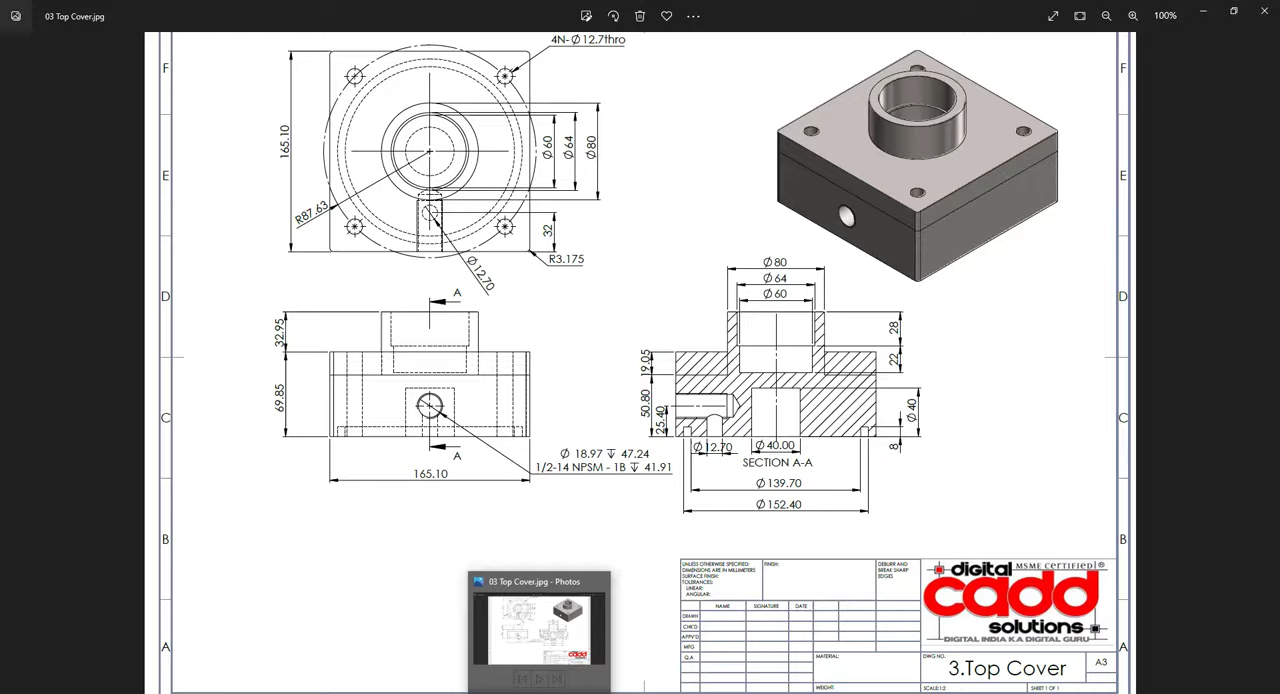 03 Top Cover.jpg
100%
F
F
E
E
D
D
C
C
B
B
A
A
4N-Ø12.7thro
165.10
Ø60
Ø64
Ø80
R87.63
32
Ø12.70
R3.175
A
32.95
69.85
A
165.10
Ø 18.97 ↧ 47.24
1/2-14 NPSM - 1B ↧ 41.91
Ø80
Ø64
Ø60
28
22
19.05
50.80
25.40
Ø40
8
Ø12.70
Ø40.00
SECTION A-A
Ø139.70
Ø152.40
03 Top Cover.jpg - Photos
UNLESS OTHERWISE SPECIFIED:
DIMENSIONS ARE IN MILLIMETERS
SURFACE FINISH:
TOLERANCES:
LINEAR:
ANGULAR:
FINISH:
DEBURR AND
BREAK SHARP
EDGES
NAME
SIGNATURE
DATE
DRAWN
CHK'D
APPV'D
MFG
Q.A
MATERIAL:
WEIGHT:
digital MSME CERTIFIED ®
cadd
solutions
DIGITAL INDIA KA DIGITAL GURU
DWG NO.
3.Top Cover
A3
SCALE:1:2
SHEET 1 OF 1